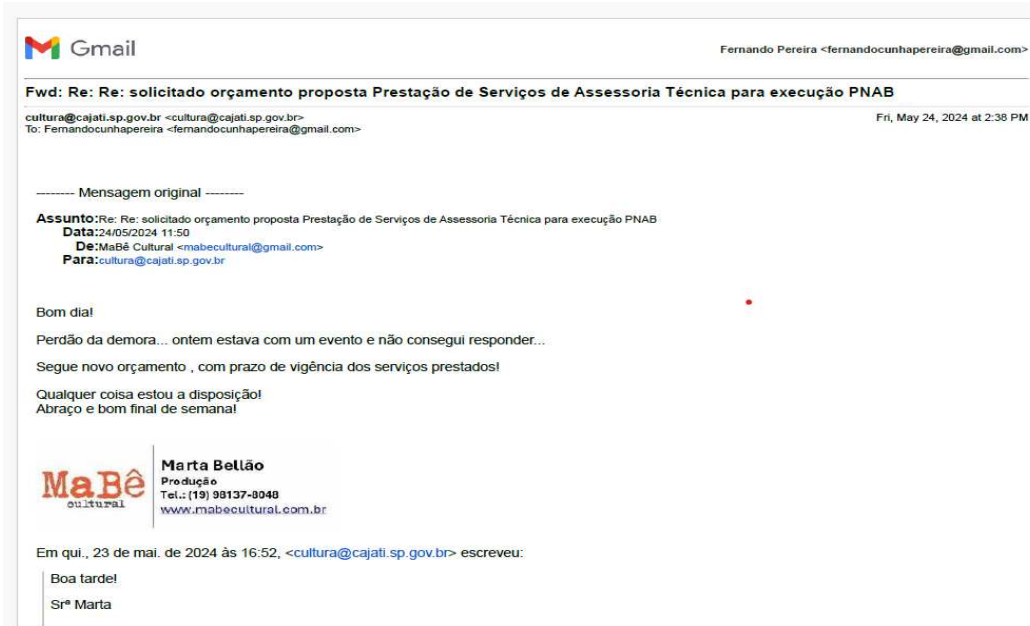 Gmail
Fernando Pereira <fernandocunhapereira@gmail.com>
Fwd: Re: Re: solicitado orçamento proposta Prestação de Serviços de Assessoria Técnica para execução PNAB
cultura@cajati.sp.gov.br <cultura@cajati.sp.gov.br>
Fri, May 24, 2024 at 2:38 PM
To: Fernandocunhapereira <fernandocunhapereira@gmail.com>
-------- Mensagem original --------
Assunto:Re: Re: solicitado orçamento proposta Prestação de Serviços de Assessoria Técnica para execução PNAB
Data:24/05/2024 11:50
De:MaBê Cultural <mabecultural@gmail.com>
Para:cultura@cajati.sp.gov.br
Bom dia!
Perdão da demora... ontem estava com um evento e não consegui responder...
Segue novo orçamento , com prazo de vigência dos serviços prestados!
Qualquer coisa estou a disposição!
Abraço e bom final de semana!
MaBê
cultural
Marta Bellão
Produção
Tel.: (19) 98137-8048
www.mabecultural.com.br
Em qui., 23 de mai. de 2024 às 16:52, <cultura@cajati.sp.gov.br> escreveu:
Boa tarde!
Srª Marta